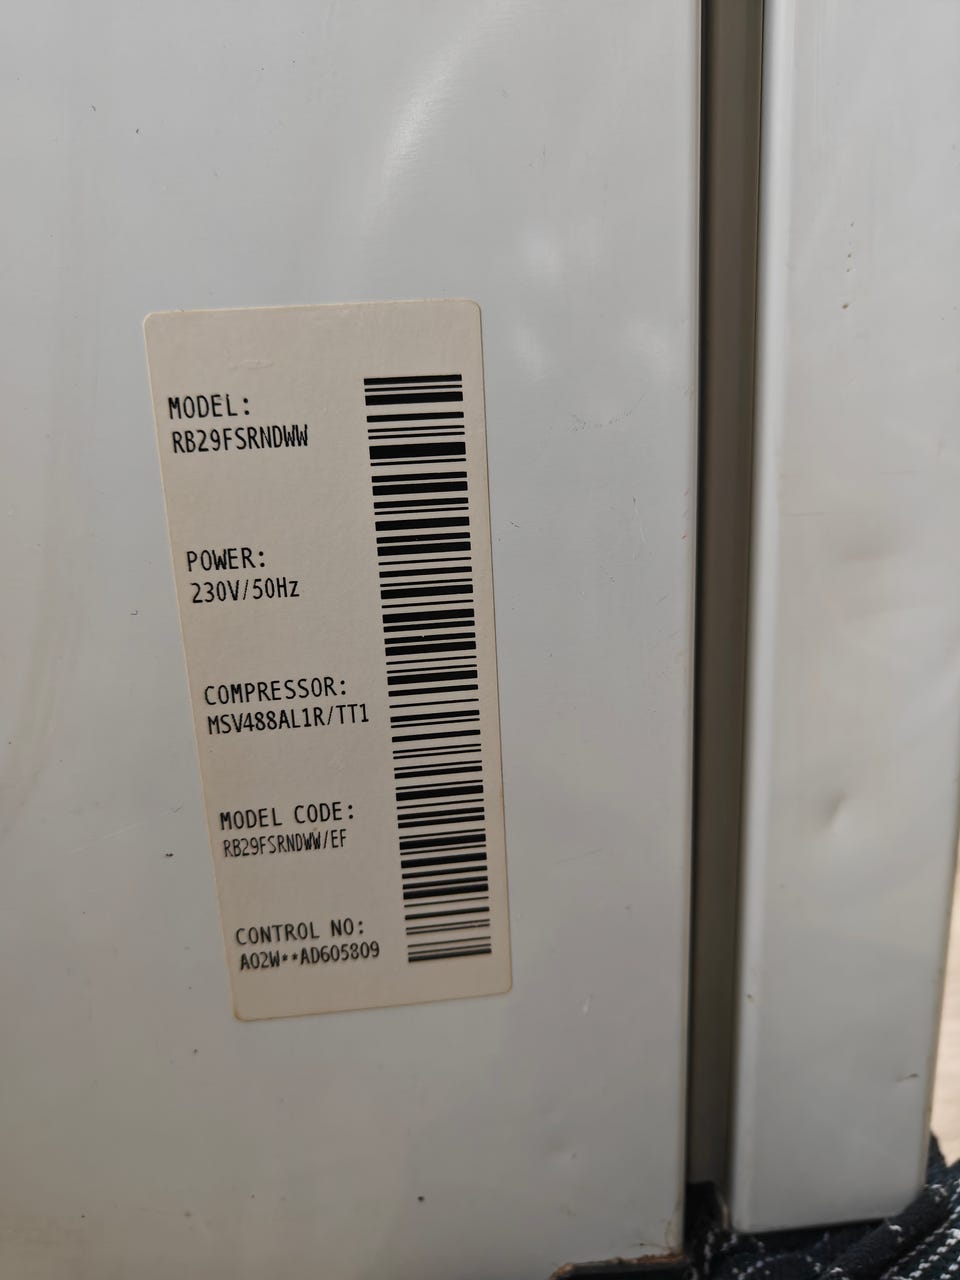 MODEL:
RB29FSRNDWW
POWER:
230V/50Hz
COMPRESSOR:
MSV488AL1R/TT1
MODEL CODE:
RB29FSRNDWW/EF
CONTROL NO:
A02W**AD605809